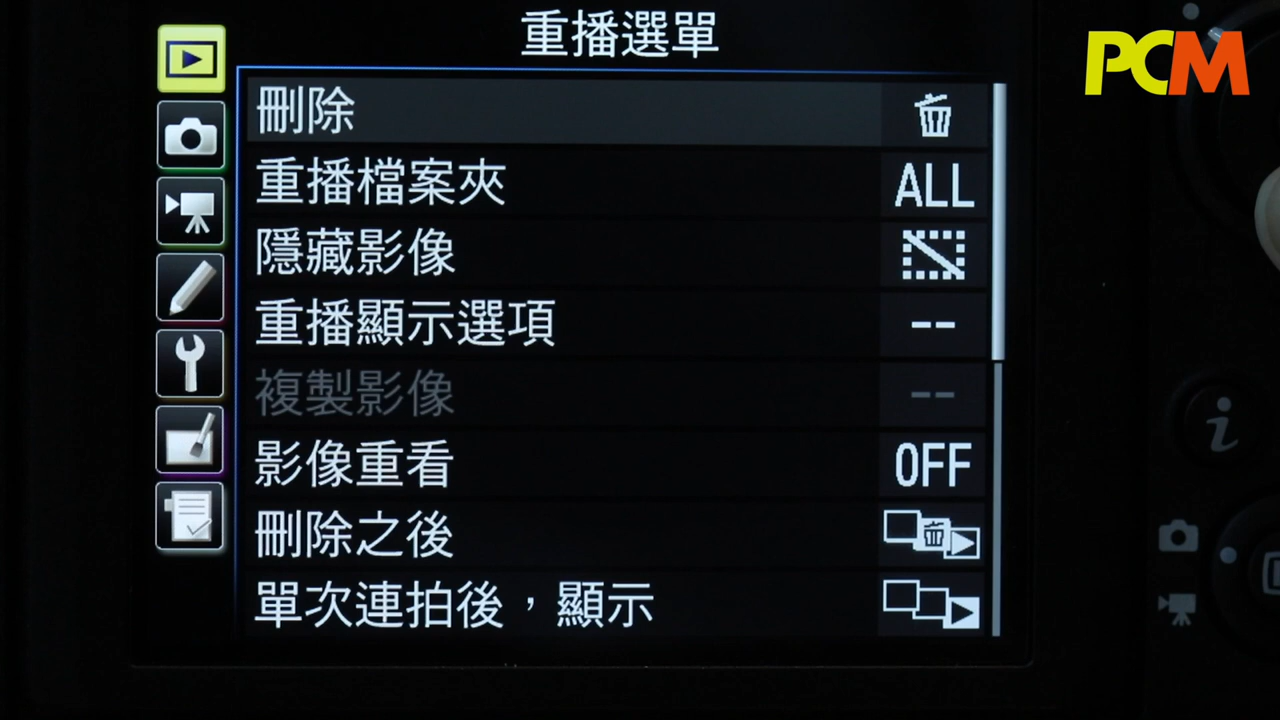 重播選單
PCM
刪除
重播檔案夾 ALL
隱藏影像
重播顯示選項 --
複製影像 --
影像重看 OFF
刪除之後
單次連拍後，顯示
i